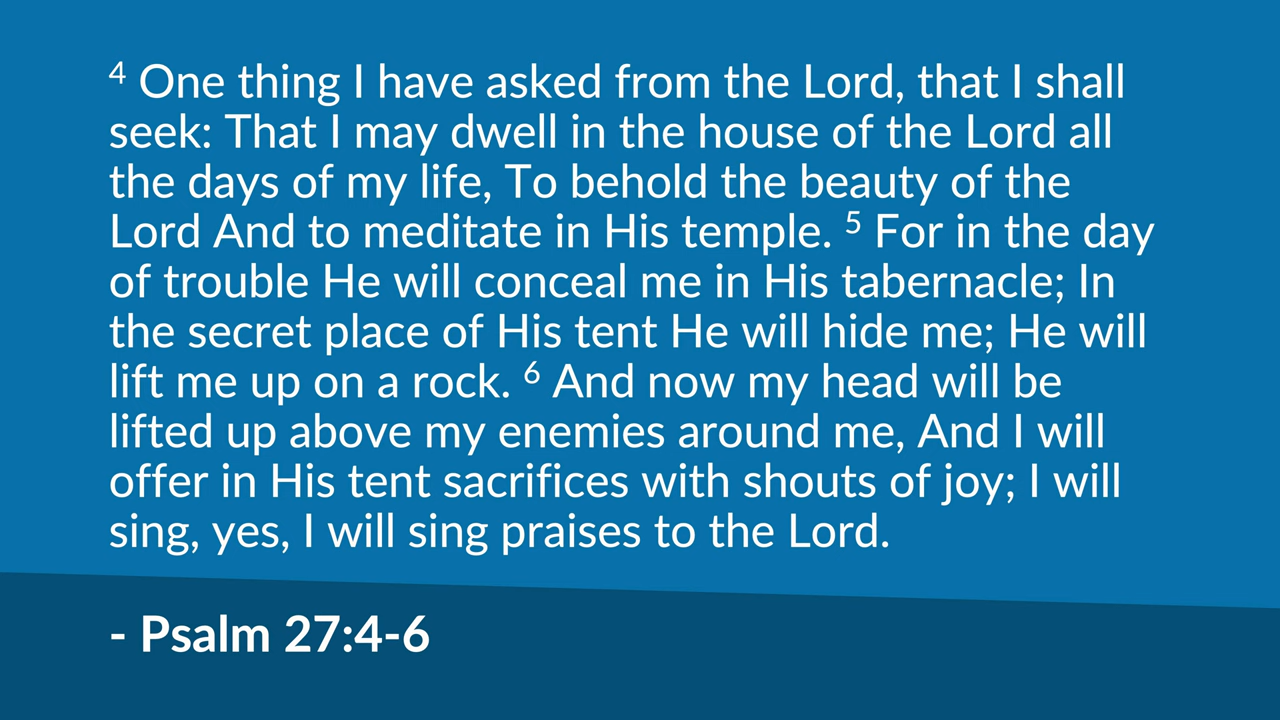 4 One thing I have asked from the Lord, that I shall
seek: That I may dwell in the house of the Lord all
the days of my life, To behold the beauty of the
Lord And to meditate in His temple. 5 For in the day
of trouble He will conceal me in His tabernacle; In
the secret place of His tent He will hide me; He will
lift me up on a rock. 6 And now my head will be
lifted up above my enemies around me, And I will
offer in His tent sacrifices with shouts of joy; I will
sing, yes, I will sing praises to the Lord.
- Psalm 27:4-6